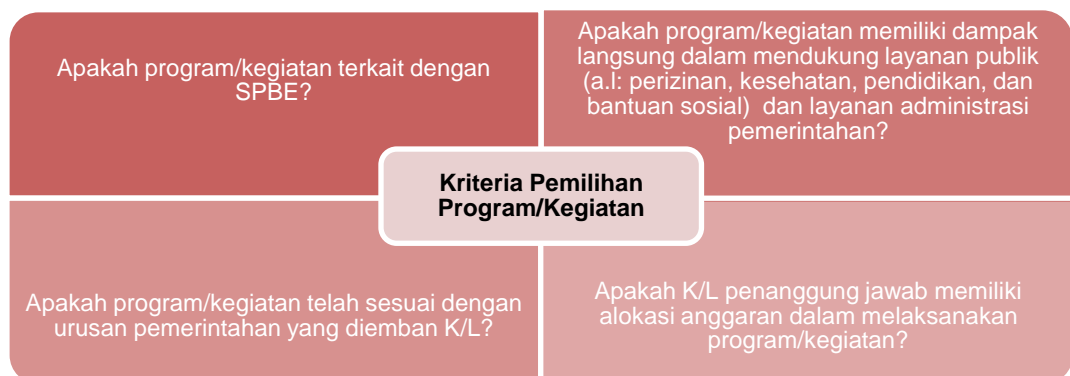 Apakah program/kegiatan terkait dengan
SPBE?
Apakah program/kegiatan memiliki dampak
langsung dalam mendukung layanan publik
(a.l: perizinan, kesehatan, pendidikan, dan
bantuan sosial) dan layanan administrasi
pemerintahan?
Kriteria Pemilihan
Program/Kegiatan
Apakah program/kegiatan telah sesuai dengan
urusan pemerintahan yang diemban K/L?
Apakah K/L penanggung jawab memiliki
alokasi anggaran dalam melaksanakan
program/kegiatan?